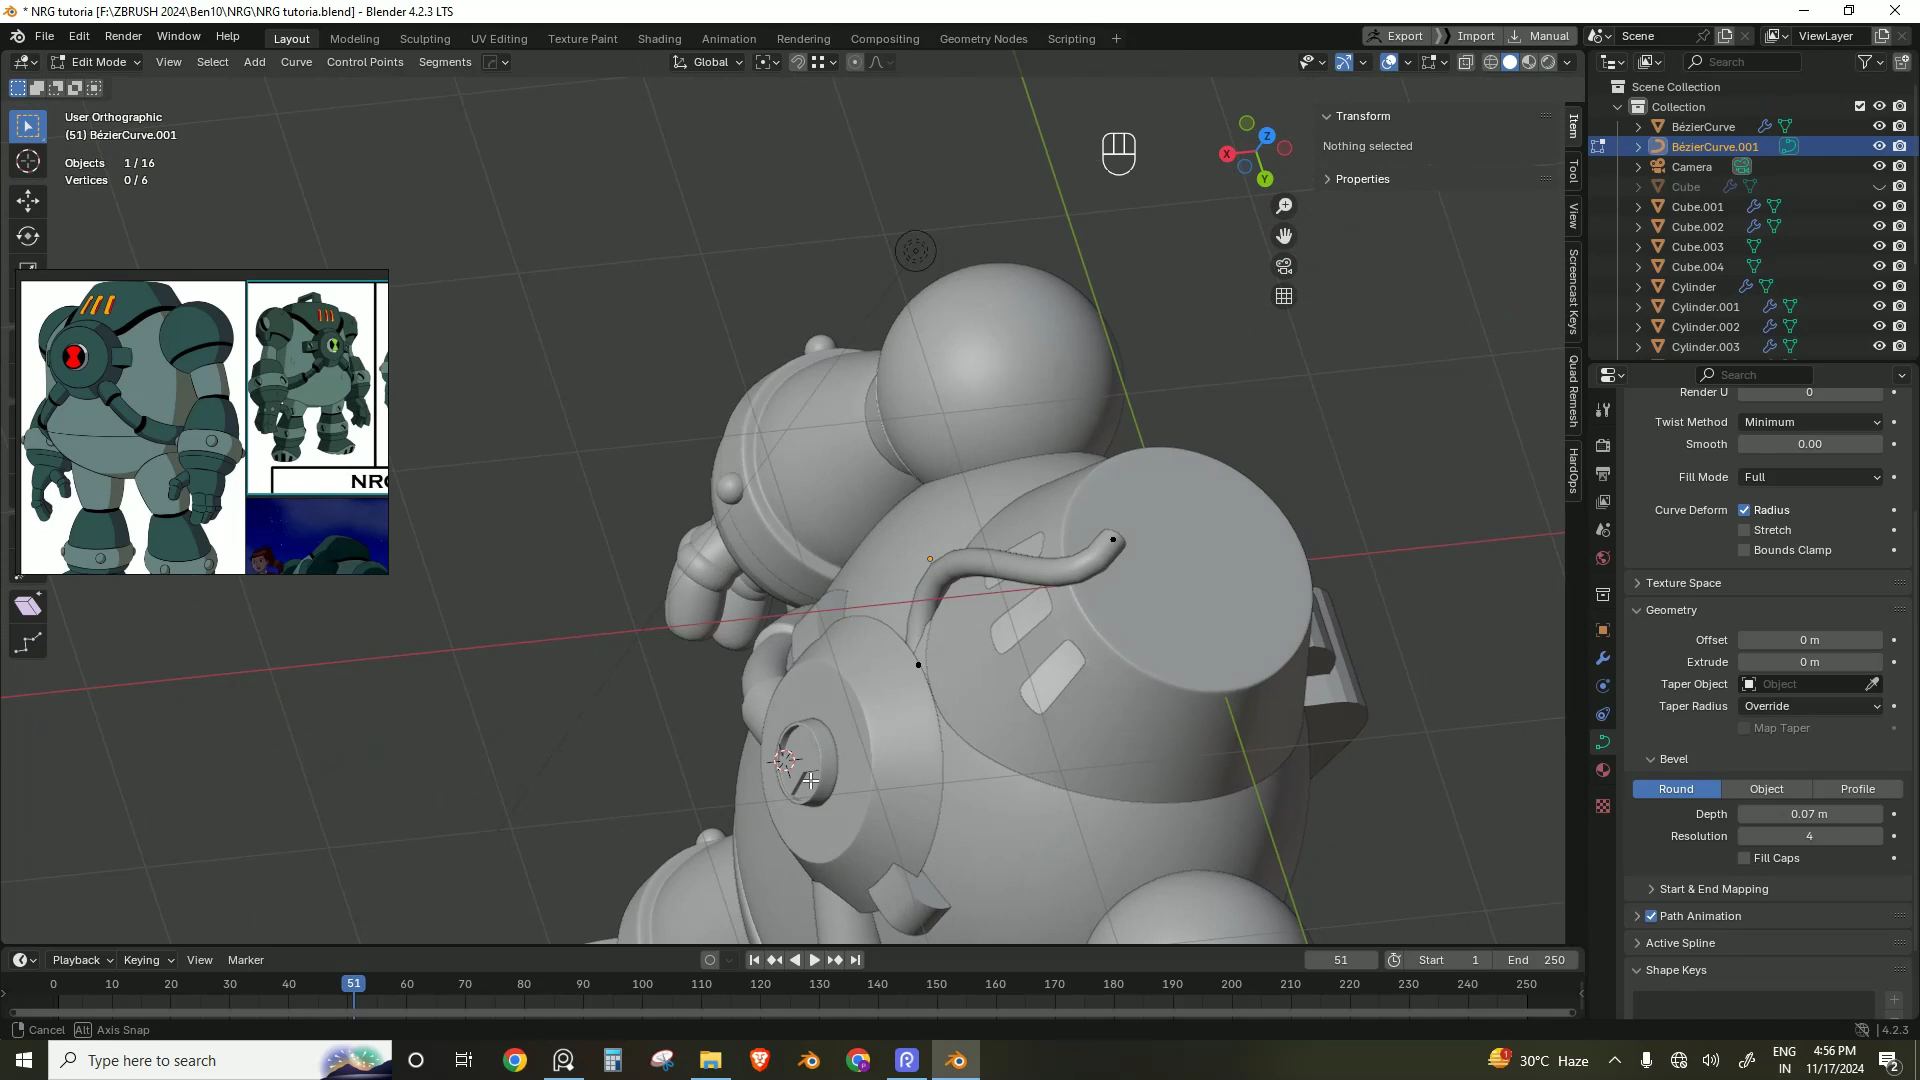 * NRG tutoria [F:\ZBRUSH 2024\Ben10\NRG\NRG tutoria.blend] - Blender 4.2.3 LTS
File Edit Render Window Help Layout Modeling Sculpting UV Editing Texture Paint Shading Animation Rendering Compositing Geometry Nodes Scripting + Export Import Manual Scene ViewLayer
Edit Mode View Select Add Curve Control Points Segments Global Search
Scene Collection
Collection
BézierCurve
BézierCurve.001
Camera
Cube
Cube.001
Cube.002
Cube.003
Cube.004
Cylinder
Cylinder.001
Cylinder.002
Cylinder.003
User Orthographic
(51) BézierCurve.001
Objects 1 / 16
Vertices 0 / 6
NRG
X
Y
Z
Transform
Nothing selected
Properties
Item
Tool
View
Screencast Keys
Quad Remesh
HardOps
Search
Render U 0
Twist Method Minimum
Smooth 0.00
Fill Mode Full
Curve Deform Radius
Stretch
Bounds Clamp
Texture Space
Geometry
Offset 0 m
Extrude 0 m
Taper Object Object
Taper Radius Override
Map Taper
Bevel
Round Object Profile
Depth 0.07 m
Resolution 4
Fill Caps
Start & End Mapping
Path Animation
Active Spline
Shape Keys
Playback Keying View Marker 51 Start 1 End 250
0 10 20 30 40 51 60 70 80 90 100 110 120 130 140 150 160 170 180 190 200 210 220 230 240 250
Cancel Alt Axis Snap 4.2.3
Type here to search
30°C Haze
ENG
IN
4:56 PM
11/17/2024
2